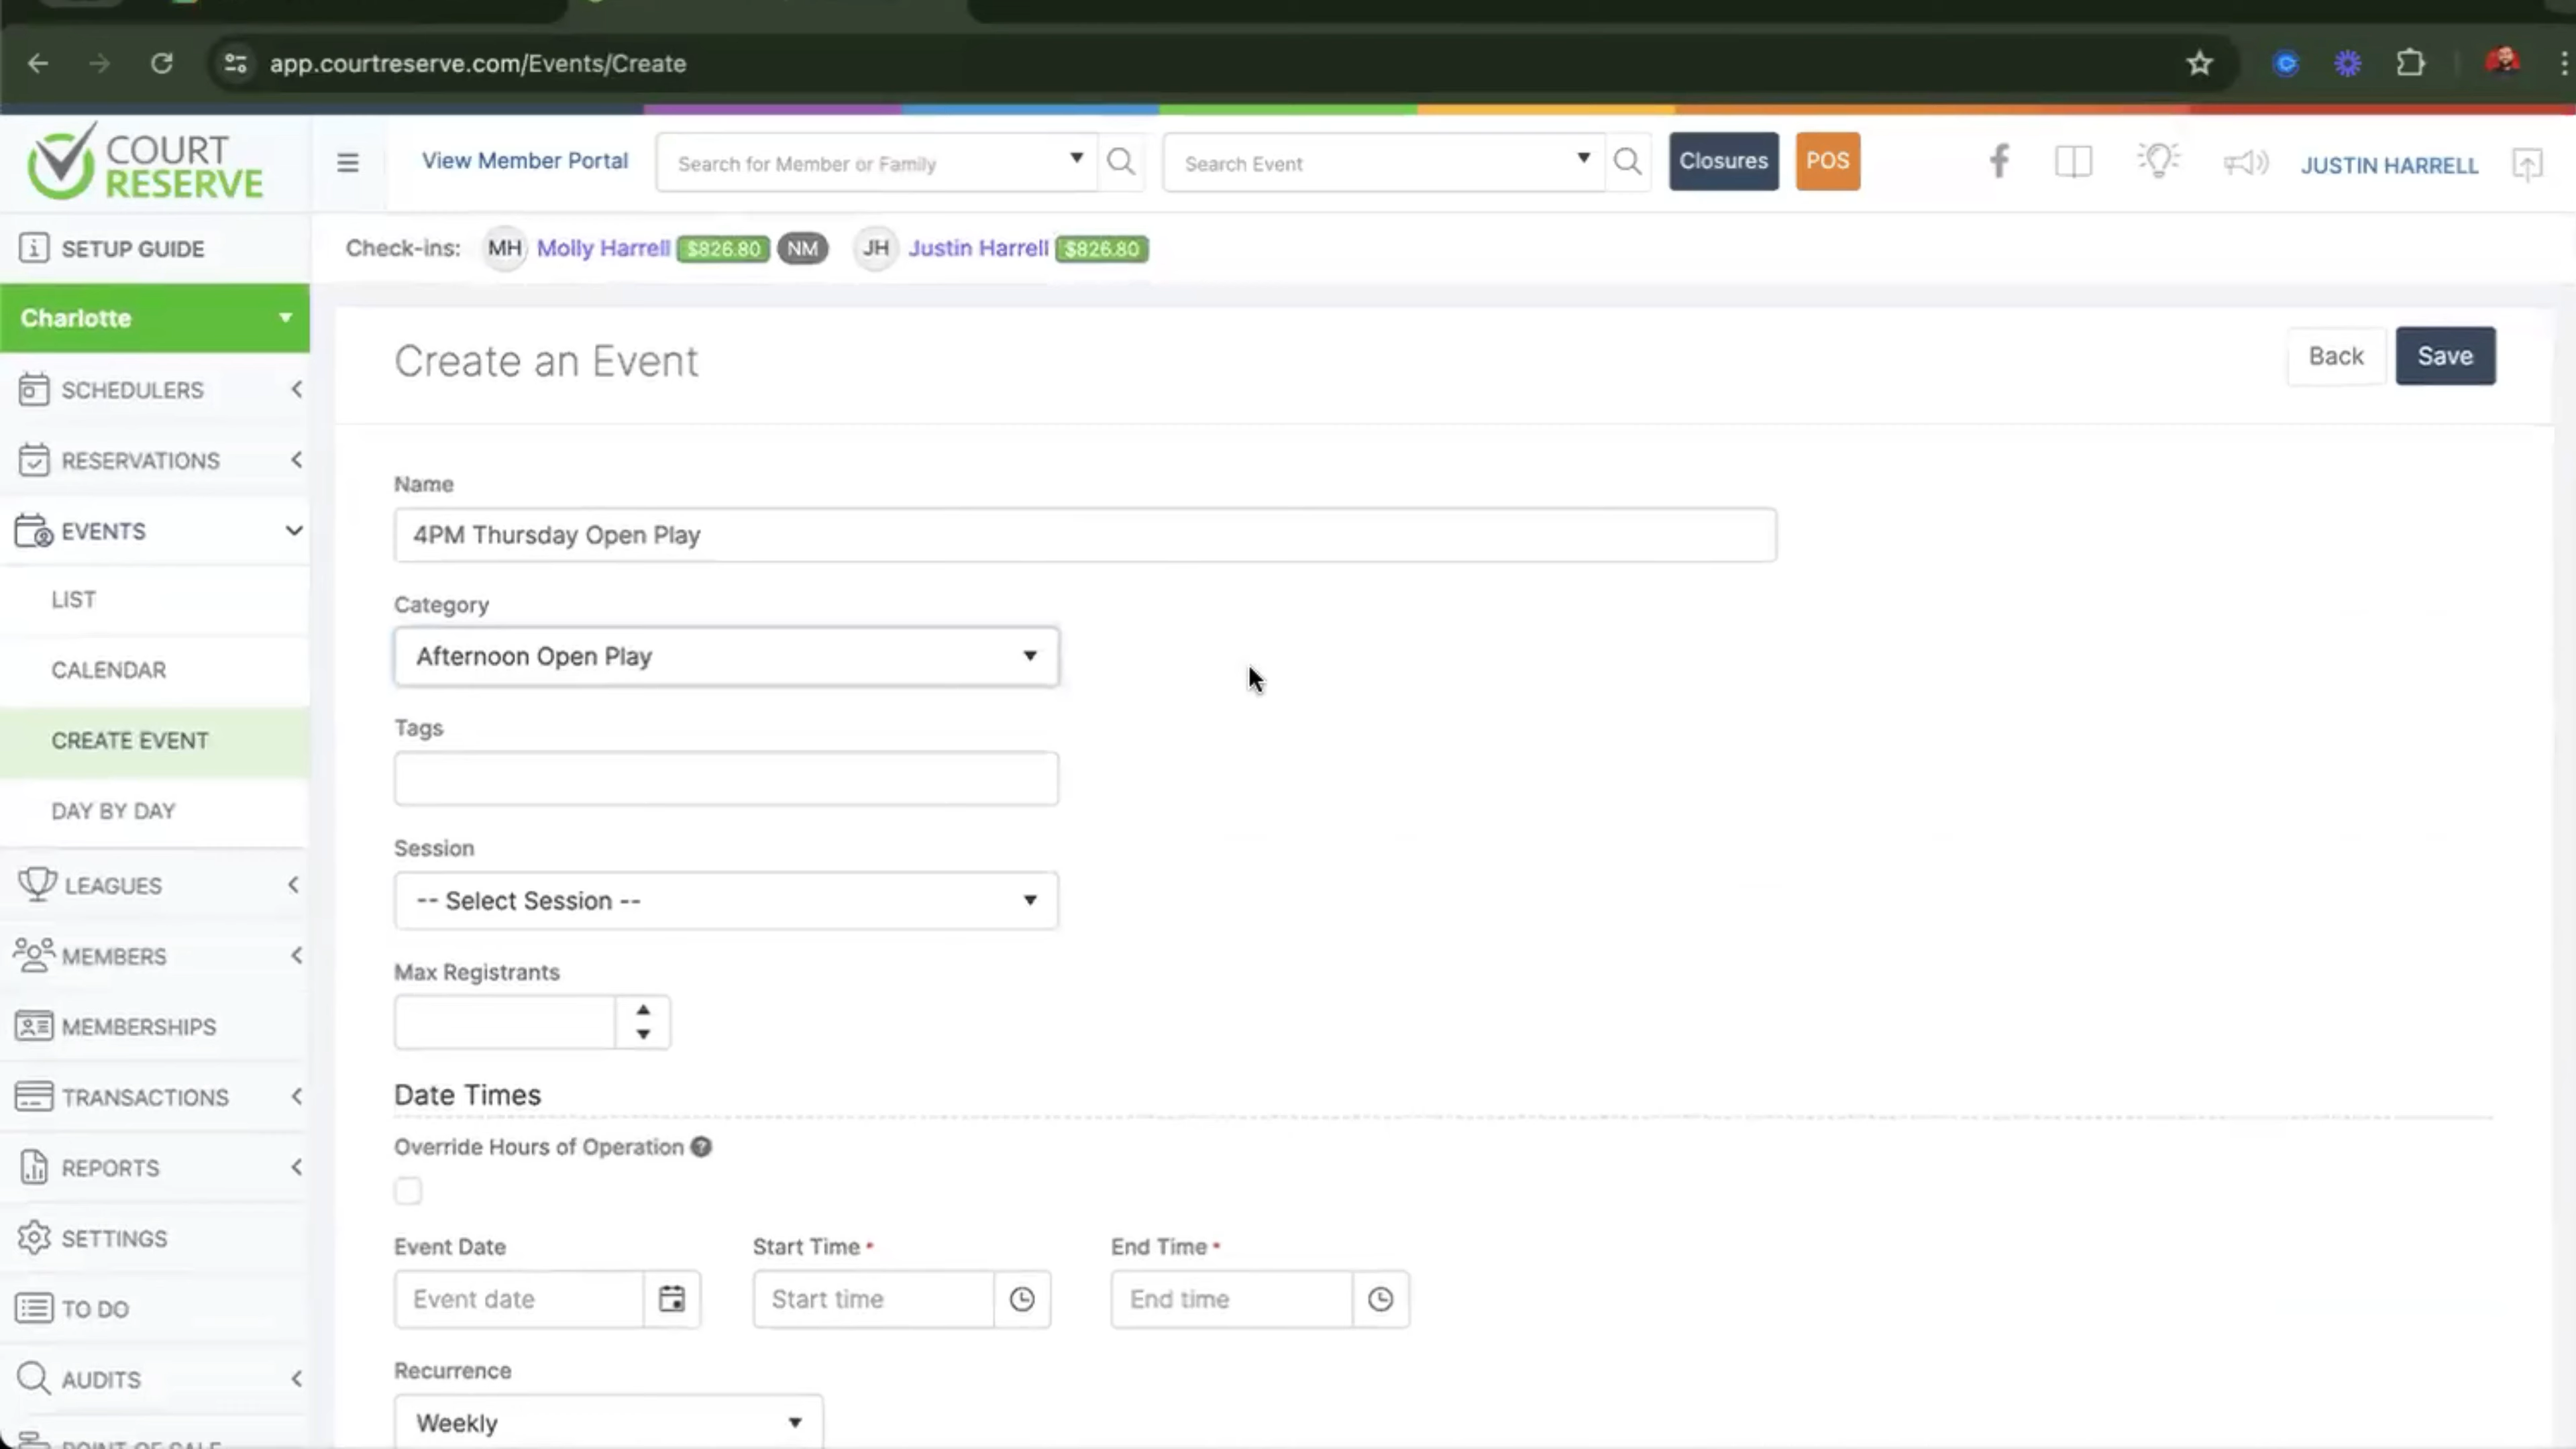 app.courtreserve.com/Events/Create
COURT
RESERVE
View Member Portal
Search for Member or Family
Search Event
Closures
POS
JUSTIN HARRELL
SETUP GUIDE
Check-ins: MH Molly Harrell $826.80 NM JH Justin Harrell $826.80
Charlotte
Create an Event
Back
Save
SCHEDULERS
RESERVATIONS
EVENTS
LIST
CALENDAR
CREATE EVENT
DAY BY DAY
LEAGUES
MEMBERS
MEMBERSHIPS
TRANSACTIONS
REPORTS
SETTINGS
TO DO
AUDITS
POINT OF SALE
Name
4PM Thursday Open Play
Category
Afternoon Open Play
Tags
Session
-- Select Session --
Max Registrants
Date Times
Override Hours of Operation ?
Event Date
Start Time •
End Time •
Event date
Start time
End time
Recurrence
Weekly